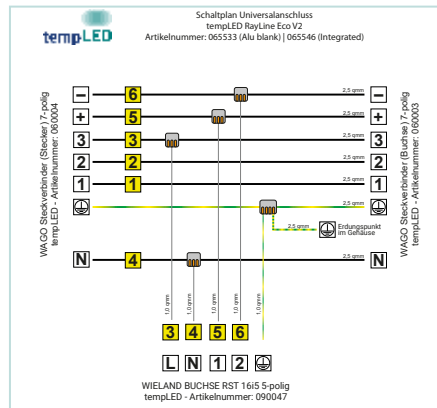 tempLED
Schaltplan Universalanschluss
tempLED RayLine Eco V2
Artikelnummer: 065533 (Alu blank) | 065546 (Integrated)
WAGO Steckverbinder (Stecker) 7-polig
tempLED - Artikelnummer: 060004
− 6 2,5 qmm −
+ 5 2,5 qmm +
3 3 2,5 qmm 3
2 2 2,5 qmm 2
1 1 2,5 qmm 1
2,5 qmm
2,5 qmm
Erdungspunkt
im Gehäuse
N 4 2,5 qmm N
WAGO Steckverbinder (Buchse) 7-polig
tempLED - Artikelnummer: 060003
1,0 qmm 1,0 qmm 1,0 qmm 1,0 qmm 1,0 qmm
3 4 5 6
L N 1 2
WIELAND BUCHSE RST 16i5 5-polig
tempLED - Artikelnummer: 090047